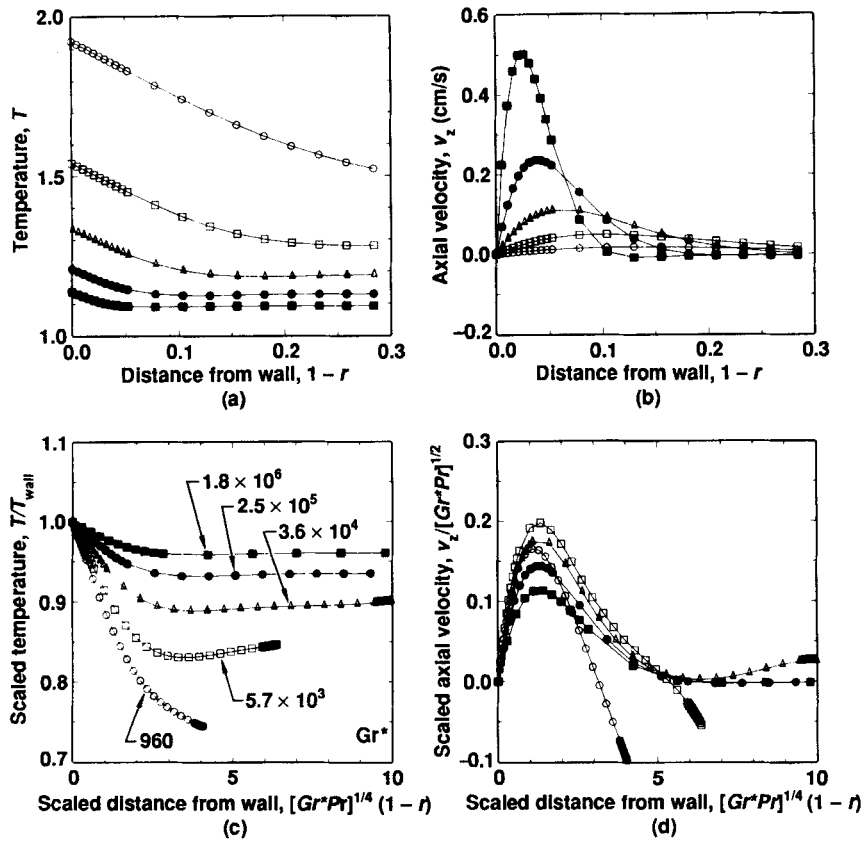 2.0
1.5
1.0
Temperature, T
0.0 0.1 0.2 0.3
Distance from wall, 1 – r
(a)
0.6
0.4
0.2
0.0
–0.2
Axial velocity, vz (cm/s)
0.0 0.1 0.2 0.3
Distance from wall, 1 – r
(b)
1.1
1.0
0.9
0.8
0.7
Scaled temperature, T/Twall
1.8 × 10⁶
2.5 × 10⁵
3.6 × 10⁴
5.7 × 10³
960
Gr*
0 5 10
Scaled distance from wall, [Gr*Pr]¹/⁴ (1 – r)
(c)
0.3
0.2
0.1
0.0
–0.1
Scaled axial velocity, vz/[Gr*Pr]¹/²
0 5 10
Scaled distance from wall, [Gr*Pr]¹/⁴ (1 – r)
(d)